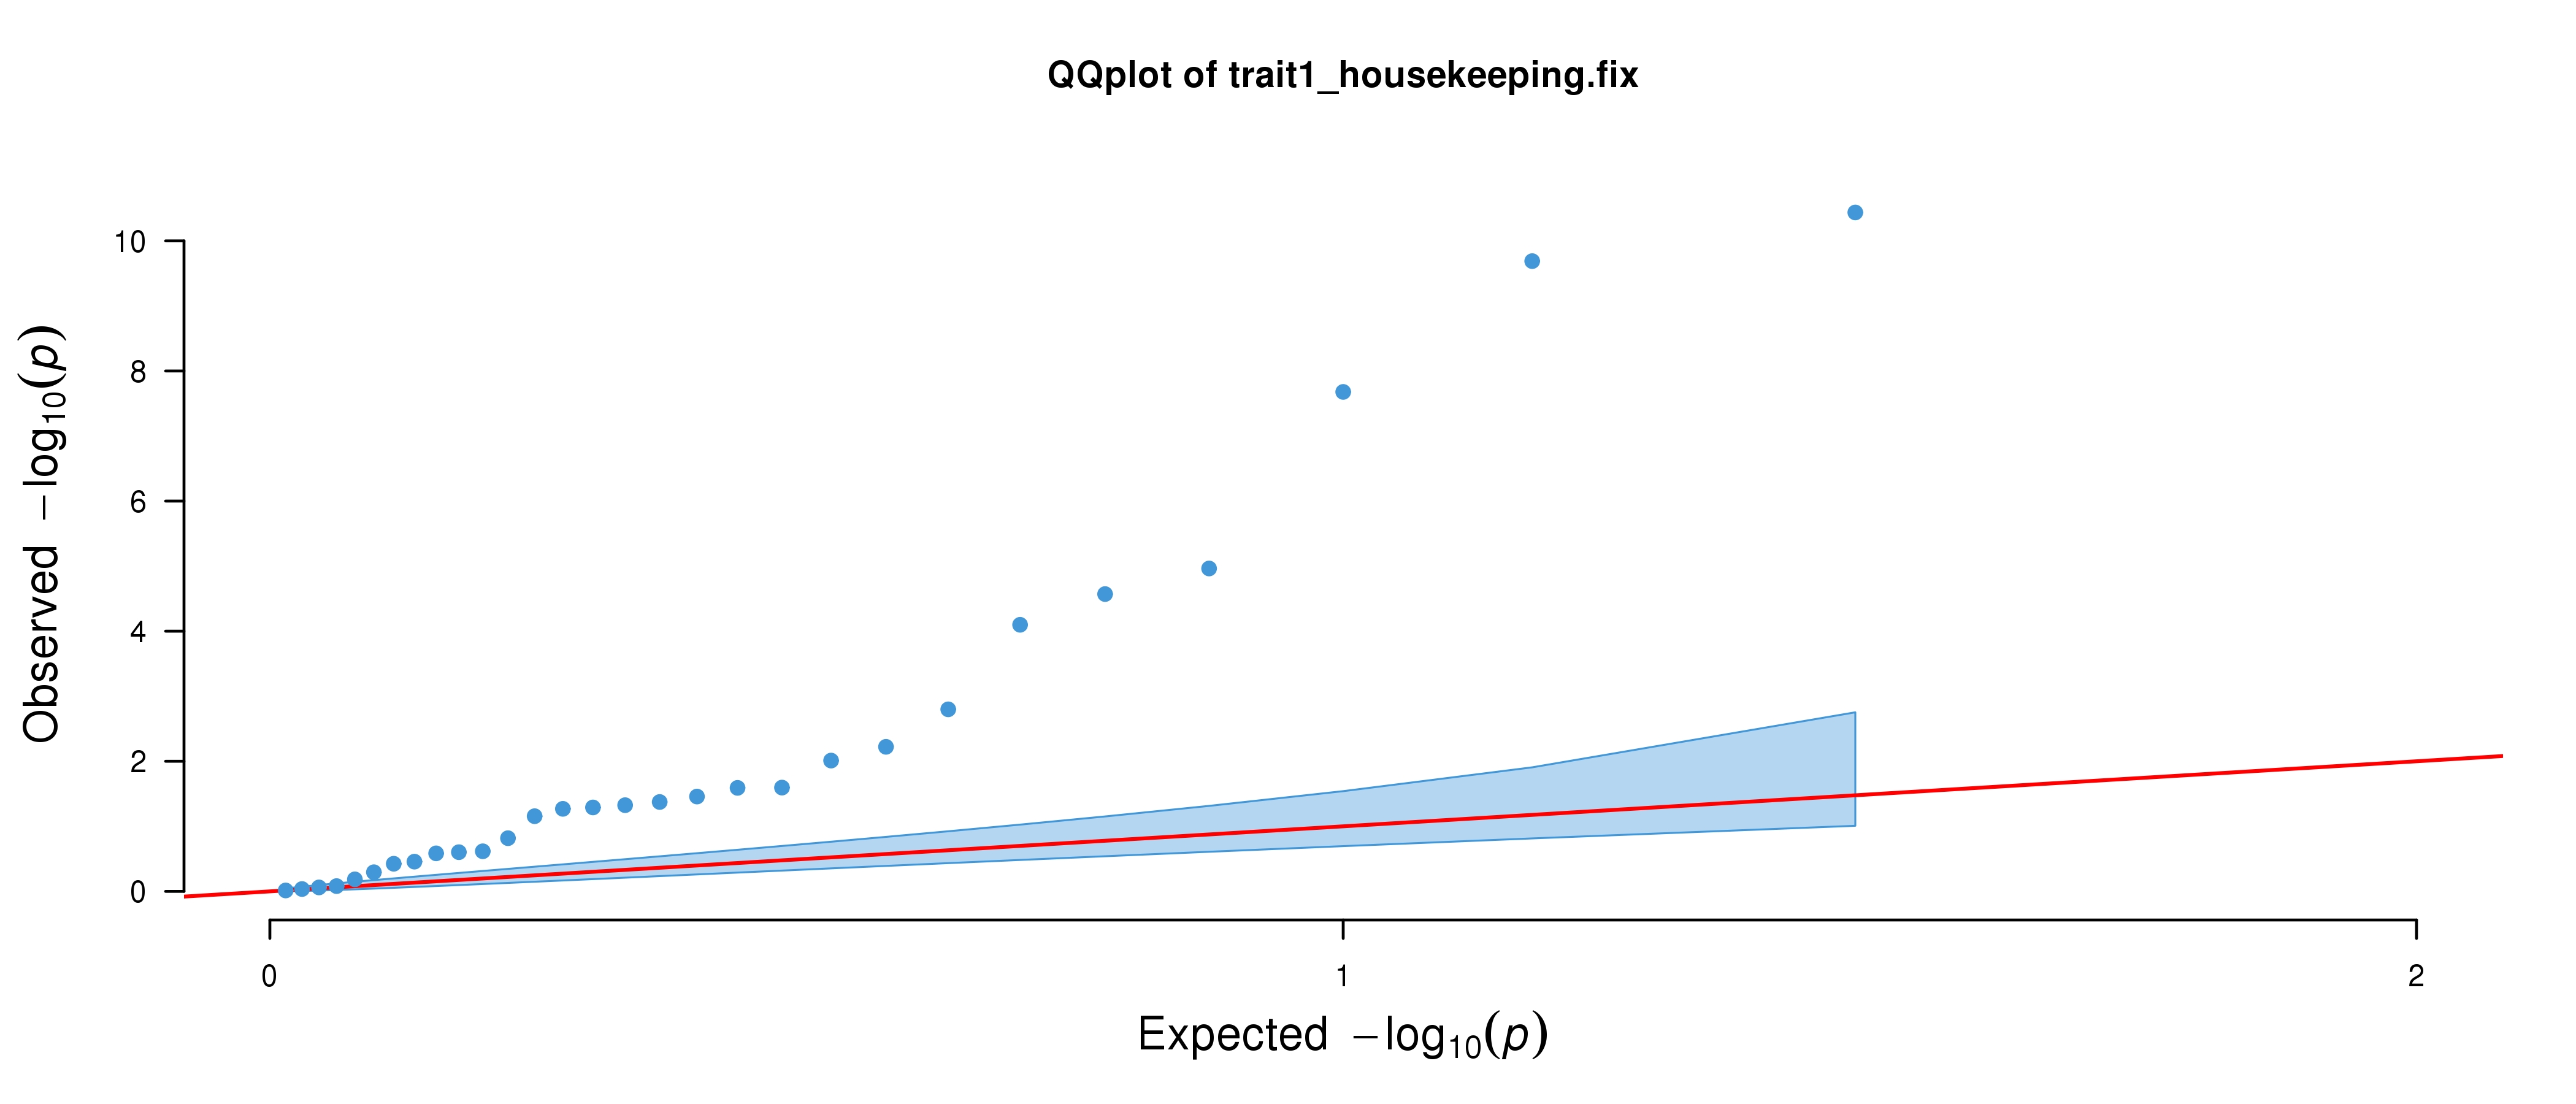 QQplot of trait1_housekeeping.fix
10
8
6
4
2
0
Observed −log10(p)
0 1 2
Expected −log10(p)